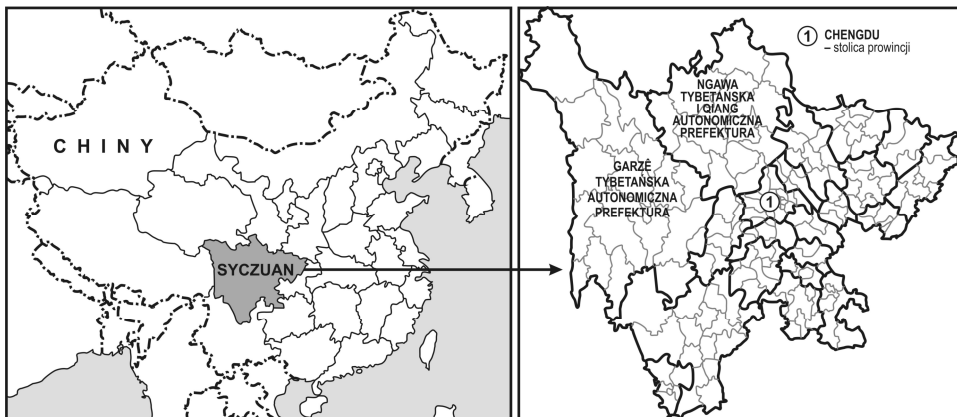 CHINY
SYCZUAN
1 CHENGDU
– stolica prowincji
NGAWA
TYBETAŃSKA
I QIANG
AUTONOMICZNA
PREFEKTURA
GARZÊ
TYBETAŃSKA
AUTONOMICZNA
PREFEKTURA
1